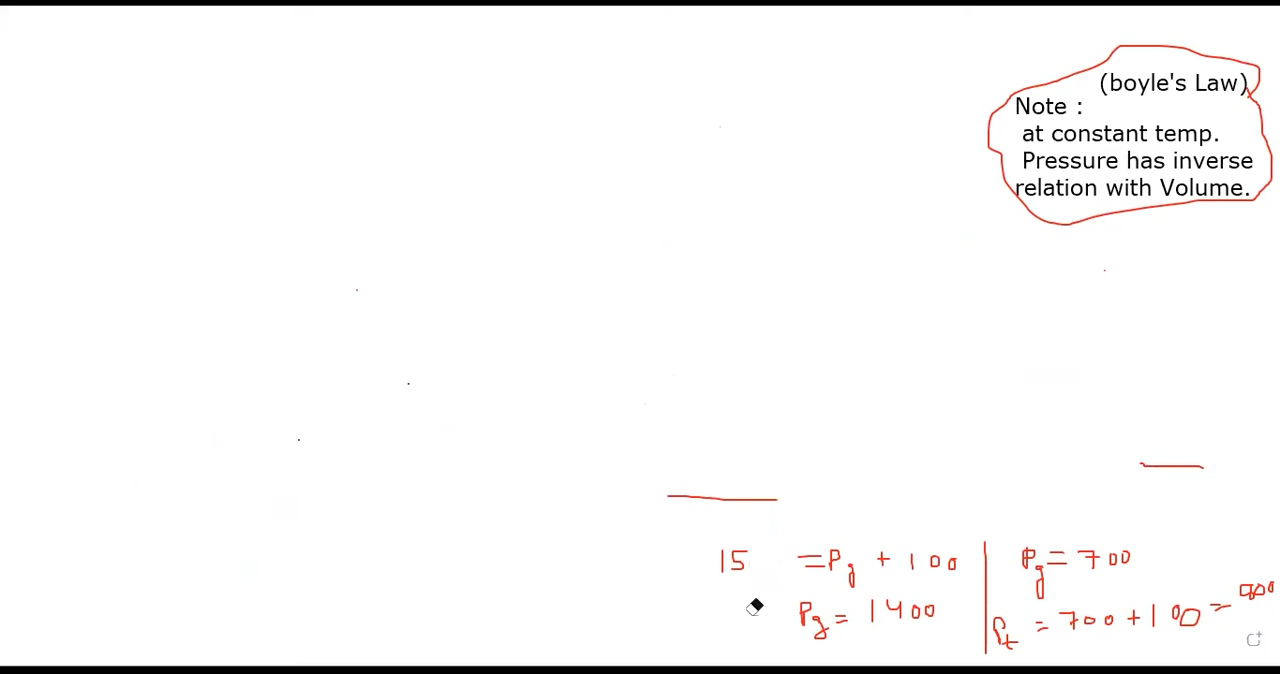 (boyle's Law)
Note :
at constant temp.
Pressure has inverse
relation with Volume.
15 = Pg + 100
Pg = 1400
Pg = 700
Pt = 700 + 100 = 800